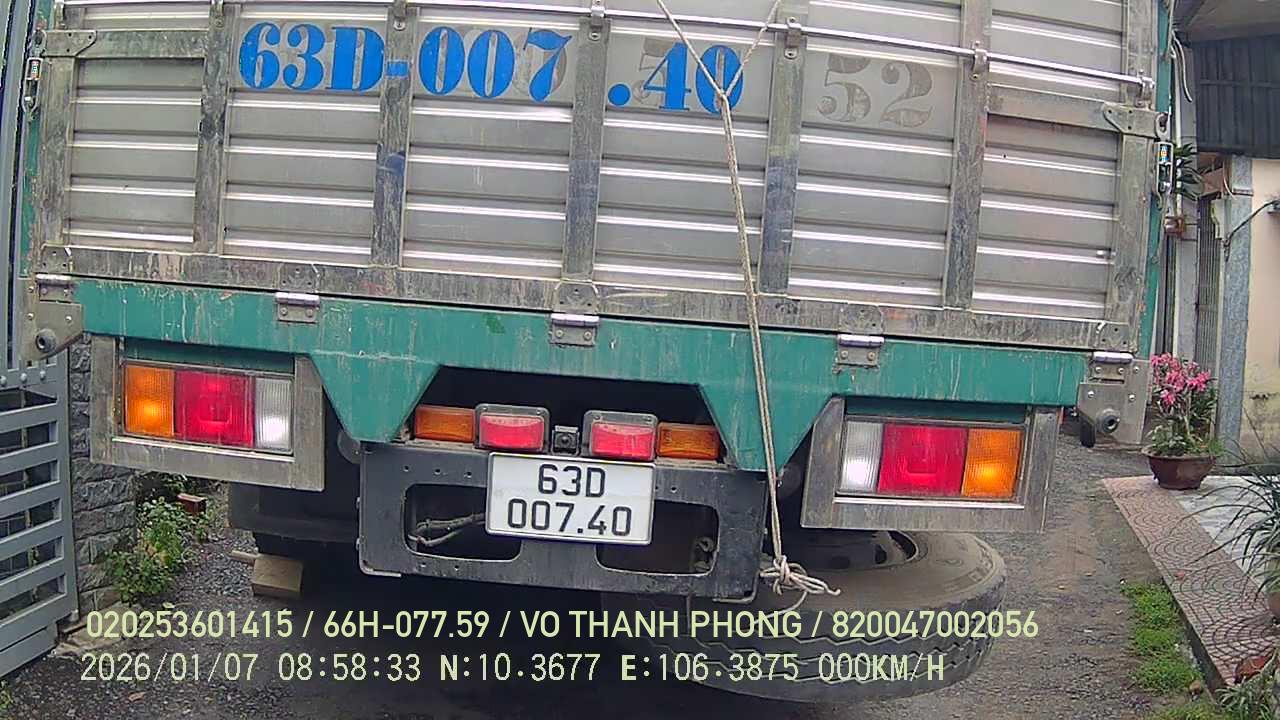 63D-007.40 52
63D
007.40
020253601415 / 66H-077.59 / VO THANH PHONG / 820047002056
2026/01/07 08:58:33 N:10.3677 E:106.3875 000KM/H